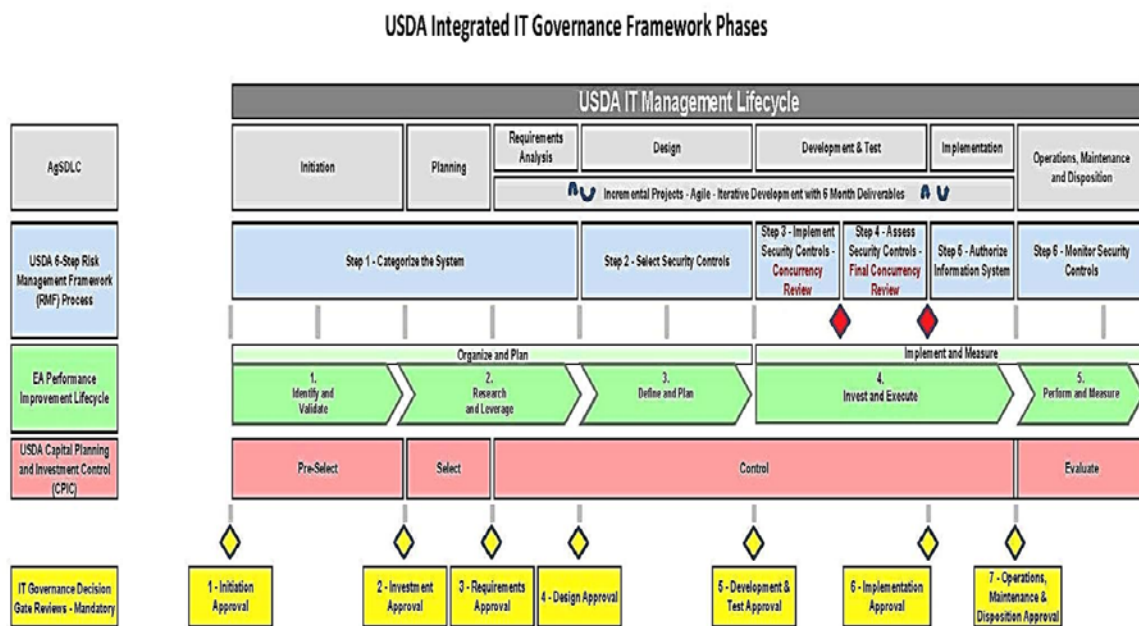 USDA Integrated IT Governance Framework Phases
USDA IT Management Lifecycle
AgSDLC
Initiation
Planning
Requirements
Analysis
Design
Development & Test
Implementation
Operations, Maintenance
and Disposition
Incremental Projects - Agile - Iterative Development with 6 Month Deliverables
USDA 6-Step Risk
Management Framework
(RMF) Process
Step 1 - Categorize the System
Step 2 - Select Security Controls
Step 3 - Implement
Security Controls -
Concurrency
Review
Step 4 - Assess
Security Controls -
Final Concurrency
Review
Step 5 - Authorize
Information System
Step 6 - Monitor Security
Controls
EA Performance
Improvement Lifecycle
Organize and Plan
Implement and Measure
1.
Identify and
Validate
2.
Research
and Leverage
3.
Define and Plan
4.
Invest and Execute
5.
Perform and Measure
USDA Capital Planning
and Investment Control
(CPIC)
Pre-Select
Select
Control
Evaluate
IT Governance Decision
Gate Reviews - Mandatory
1 - Initiation
Approval
2 - Investment
Approval
3 - Requirements
Approval
4 - Design Approval
5 - Development &
Test Approval
6 - Implementation
Approval
7 - Operations,
Maintenance &
Disposition Approval